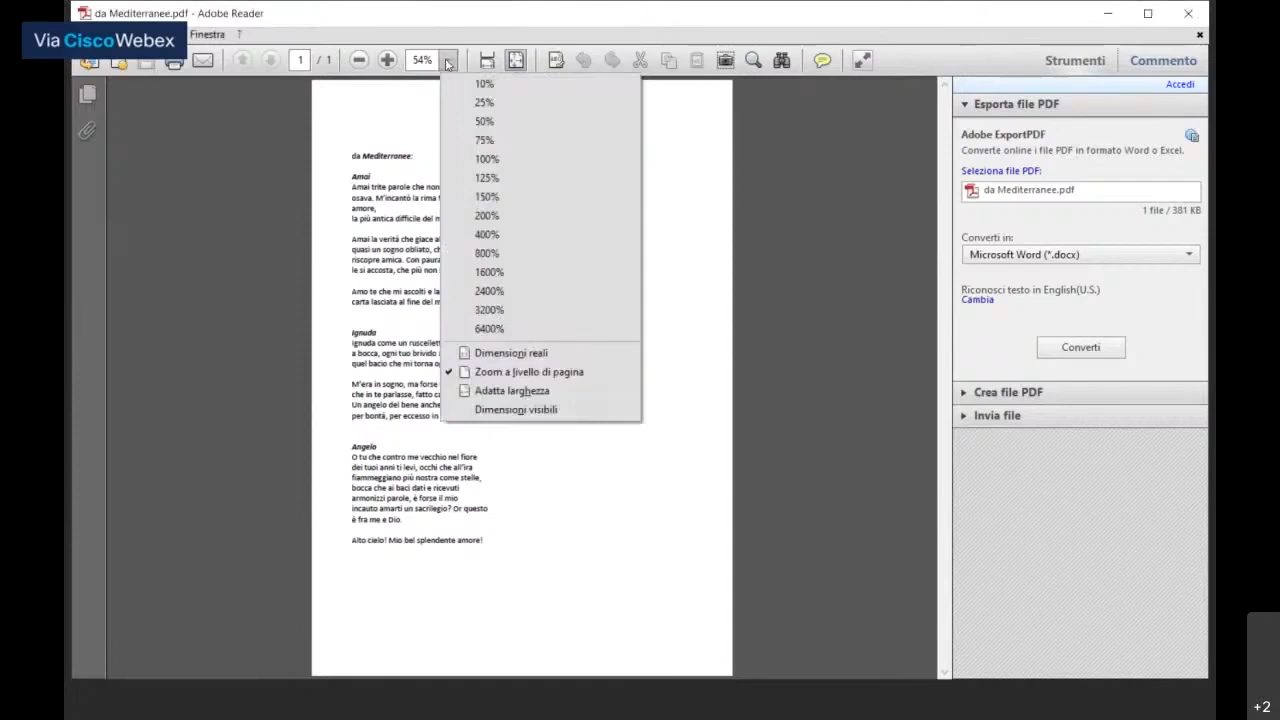 da Mediterranee.pdf - Adobe Reader
Via CiscoWebex
Finestra ?
1 / 1
54%
Strumenti
Commento
Accedi
10%
25%
50%
75%
100%
125%
150%
200%
400%
800%
1600%
2400%
3200%
6400%
Dimensioni reali
Zoom a livello di pagina
Adatta larghezza
Dimensioni visibili
da Mediterranee:
Amai
Amai trite parole che non
osava. M'incantò la rima
amore,
la più antica difficile del
Amai la verità che giace
quasi un sogno obliato,
riscopre amica. Con paura
le si accosta, che più non
Amo te che mi ascolti e la
carta lasciata al fine del
Ignuda
Ignuda come un
a bocca, ogni tuo brivido
quel bacio che mi torna
M'era in sogno, ma forse
che in te parlasse, fatto
Un angelo del bene anche
per bontà, per eccesso in
Angelo
O tu che contro me vecchio nel fiore
dei tuoi anni ti levi, occhi che all'ira
fiammeggiano più nostra come stelle,
bocca che ai baci dati e ricevuti
armonizzi parole, è forse il mio
incauto amarti un sacrilegio? Or questo
è fra me e Dio.
Alto cielo! Mio bel splendente amore!
Esporta file PDF
Adobe ExportPDF
Converte online i file PDF in formato Word o Excel.
Seleziona file PDF:
da Mediterranee.pdf
1 file / 381 KB
Converti in:
Microsoft Word (*.docx)
Riconosci testo in English(U.S.)
Cambia
Converti
Crea file PDF
Invia file
+2